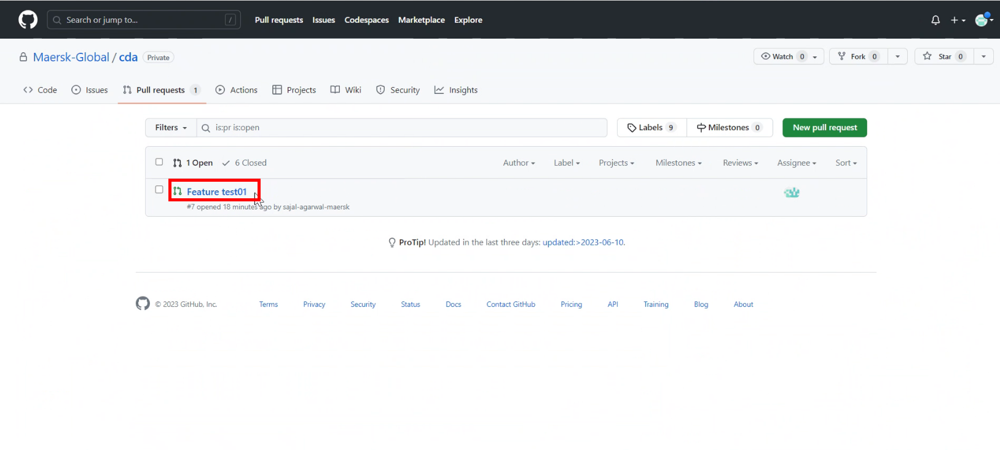 Search or jump to... / Pull requests Issues Codespaces Marketplace Explore
Maersk-Global / cda Private Watch 0 Fork 0 Star 0
Code Issues Pull requests 1 Actions Projects Wiki Security Insights
Filters is:pr is:open Labels 9 Milestones 0 New pull request
1 Open 6 Closed Author Label Projects Milestones Reviews Assignee Sort
Feature test01
#7 opened 18 minutes ago by sajal-agarwal-maersk
ProTip! Updated in the last three days: updated:>2023-06-10.
© 2023 GitHub, Inc. Terms Privacy Security Status Docs Contact GitHub Pricing API Training Blog About